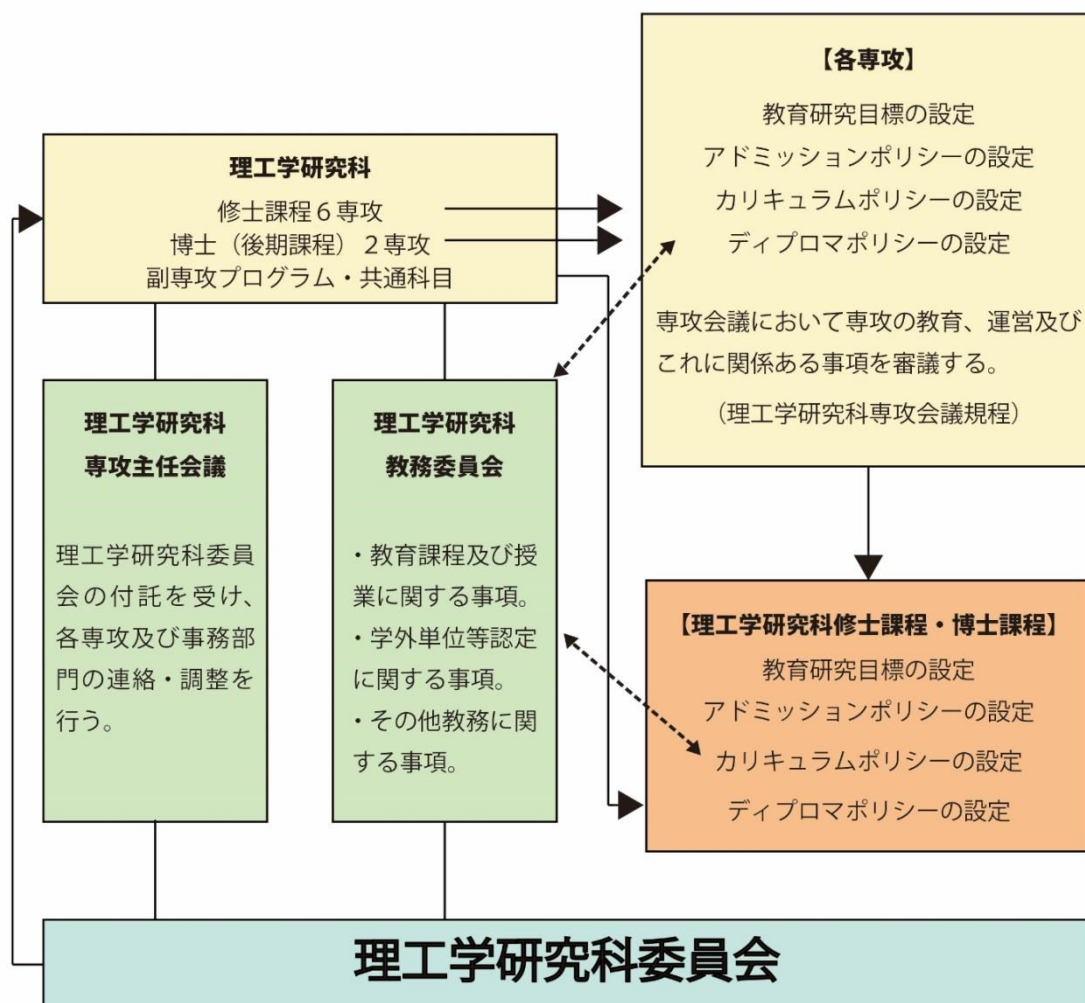 【各専攻】
教育研究目標の設定
アドミッションポリシーの設定
カリキュラムポリシーの設定
ディプロマポリシーの設定
専攻会議において専攻の教育、運営及び
これに関係ある事項を審議する。
（理工学研究科専攻会議規程）
理工学研究科
修士課程６専攻
博士（後期課程）２専攻
副専攻プログラム・共通科目
理工学研究科
専攻主任会議
理工学研究科委員
会の付託を受け、
各専攻及び事務部
門の連絡・調整を
行う。
理工学研究科
教務委員会
・教育課程及び授
業に関する事項。
・学外単位等認定
に関する事項。
・その他教務に関
する事項。
【理工学研究科修士課程・博士課程】
教育研究目標の設定
アドミッションポリシーの設定
カリキュラムポリシーの設定
ディプロマポリシーの設定
理工学研究科委員会